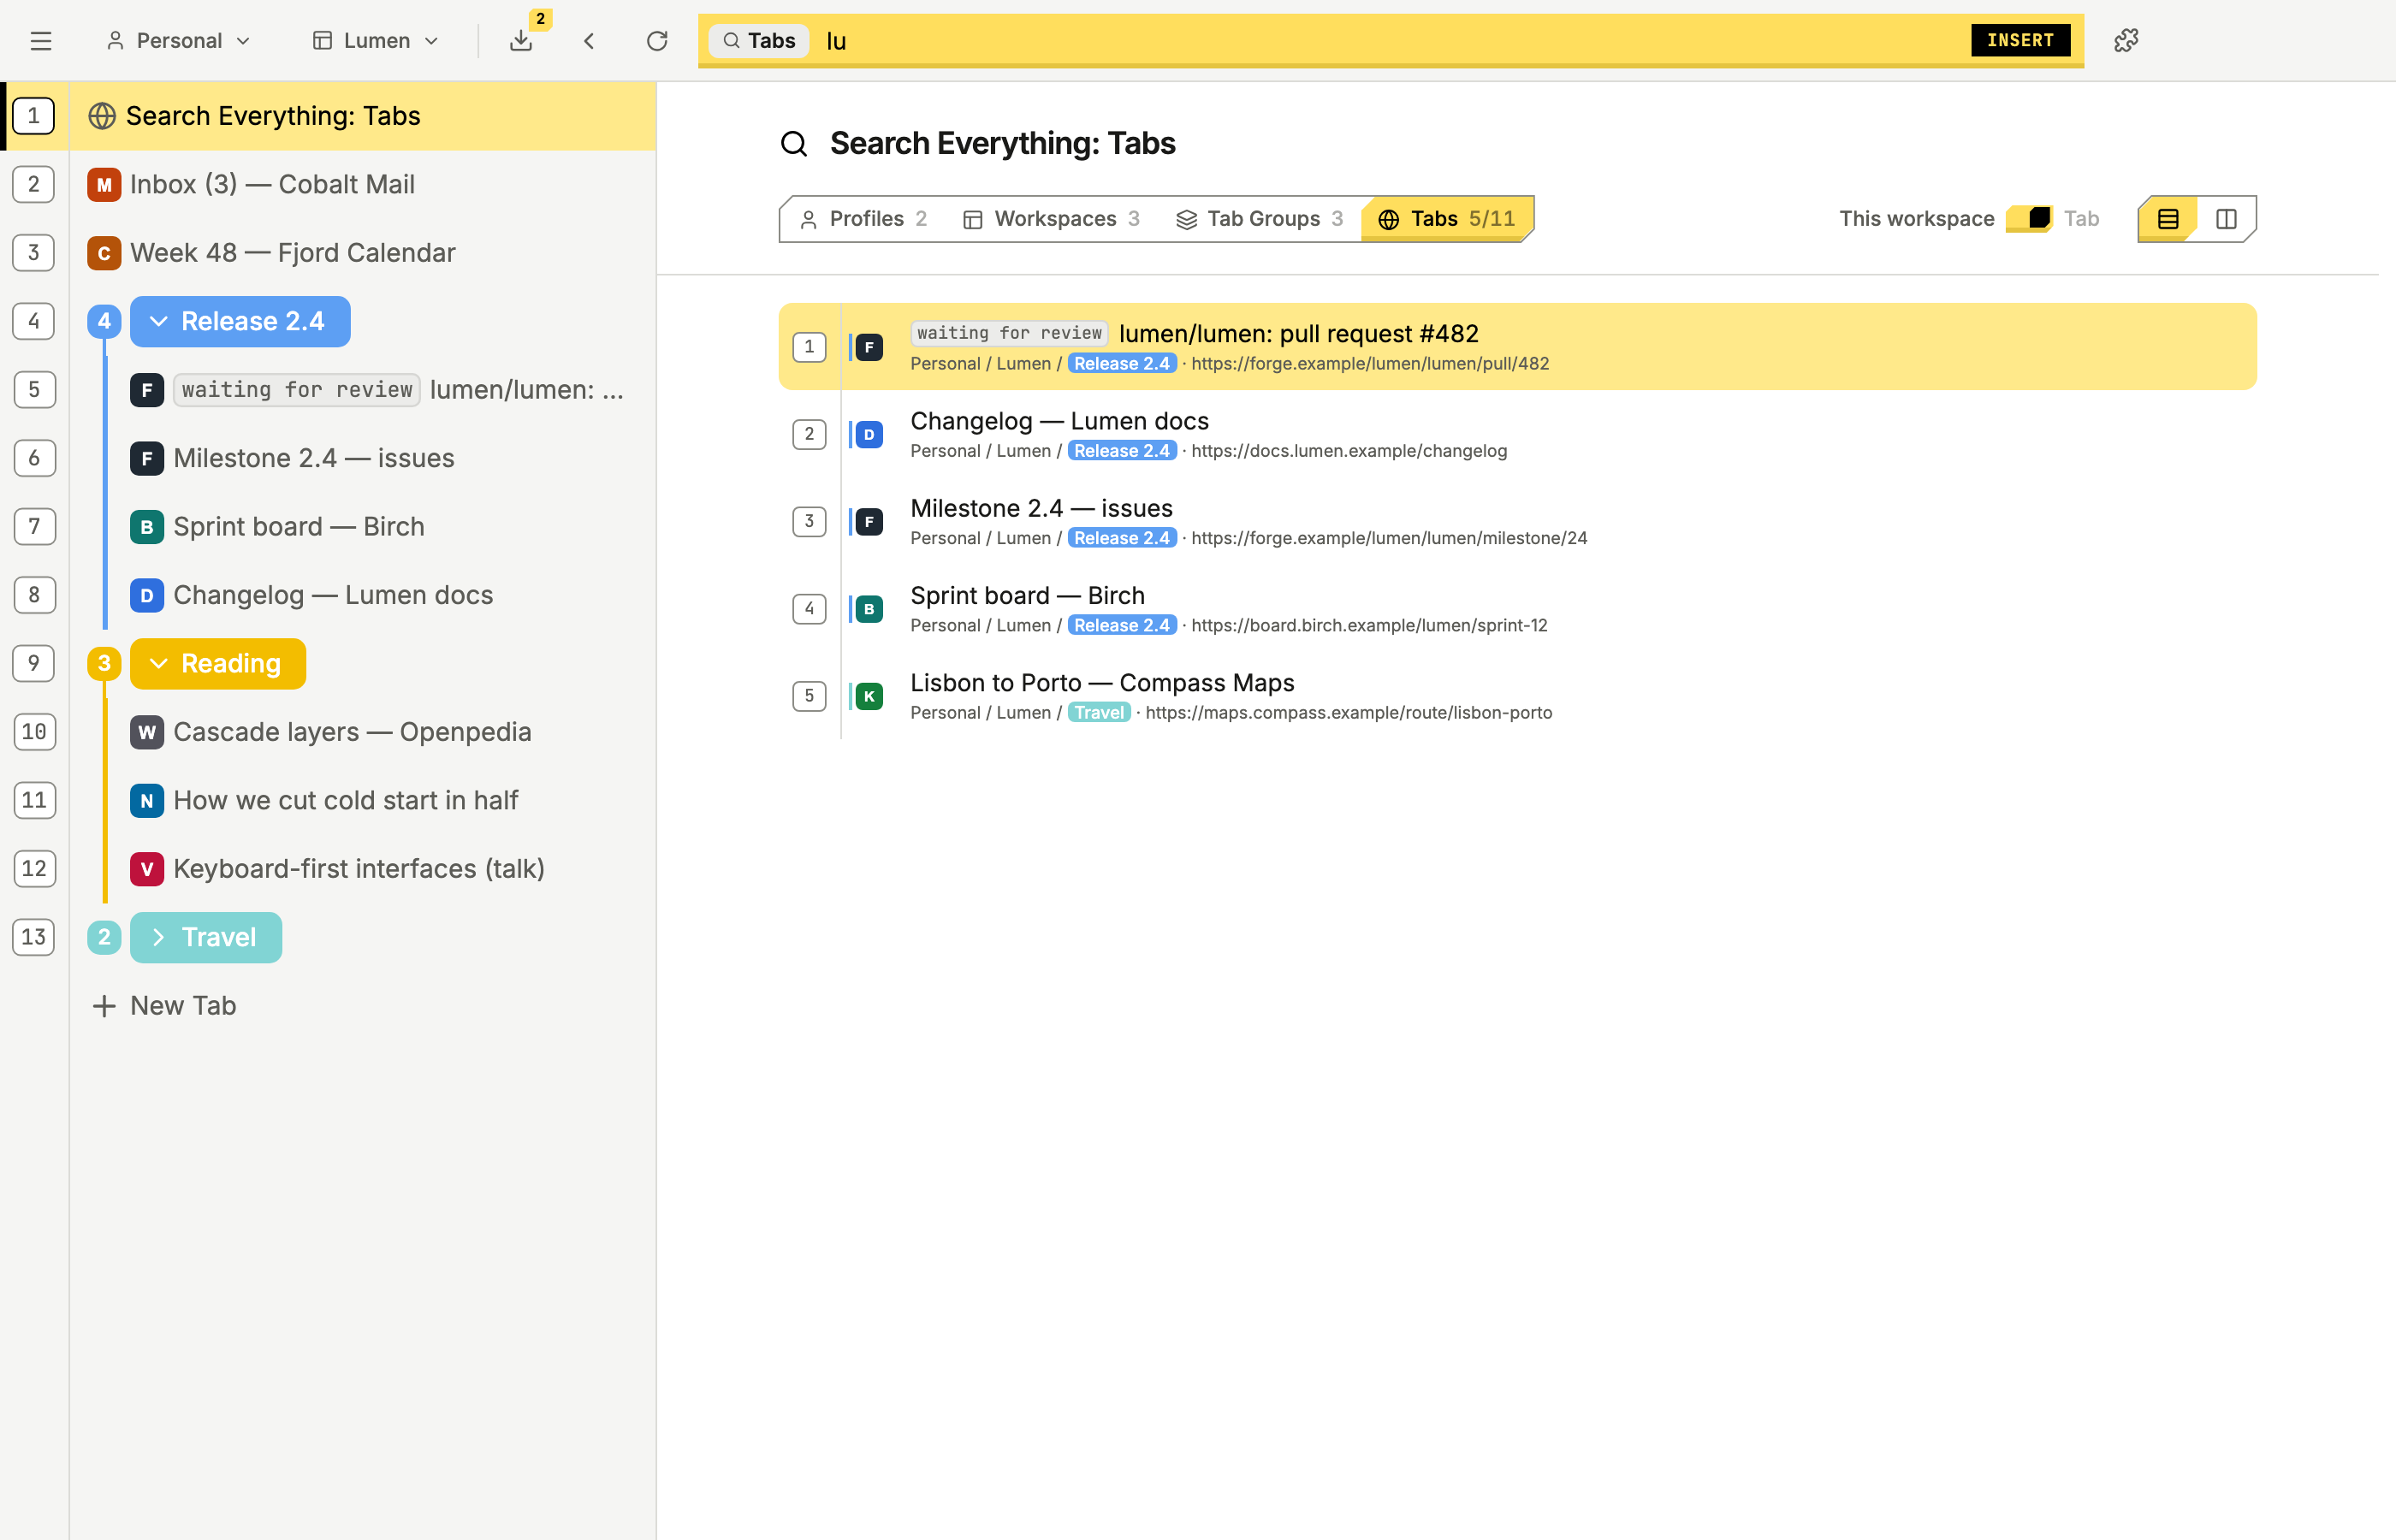 Personal
Lumen
2
Tabs lu
INSERT
1 Search Everything: Tabs
2 M Inbox (3) — Cobalt Mail
3 C Week 48 — Fjord Calendar
4 4 Release 2.4
5 F waiting for review lumen/lumen: ...
6 F Milestone 2.4 — issues
7 B Sprint board — Birch
8 D Changelog — Lumen docs
9 3 Reading
10 W Cascade layers — Openpedia
11 N How we cut cold start in half
12 V Keyboard-first interfaces (talk)
13 2 Travel
New Tab
Search Everything: Tabs
Profiles 2 Workspaces 3 Tab Groups 3 Tabs 5/11
This workspace Tab
1 F waiting for review lumen/lumen: pull request #482
Personal / Lumen / Release 2.4 · https://forge.example/lumen/lumen/pull/482
2 D Changelog — Lumen docs
Personal / Lumen / Release 2.4 · https://docs.lumen.example/changelog
3 F Milestone 2.4 — issues
Personal / Lumen / Release 2.4 · https://forge.example/lumen/lumen/milestone/24
4 B Sprint board — Birch
Personal / Lumen / Release 2.4 · https://board.birch.example/lumen/sprint-12
5 K Lisbon to Porto — Compass Maps
Personal / Lumen / Travel · https://maps.compass.example/route/lisbon-porto